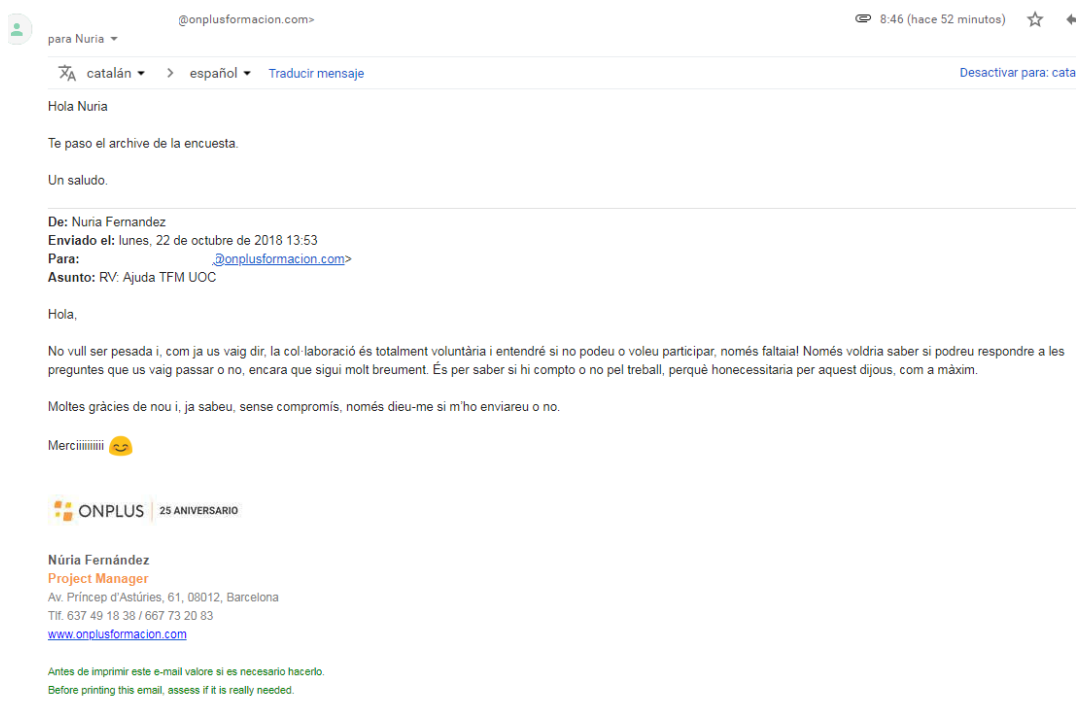 @onplusformacion.com>
8:46 (hace 52 minutos)
para Nuria
catalán > español Traducir mensaje
Desactivar para: cata
Hola Nuria
Te paso el archive de la encuesta.
Un saludo.
De: Nuria Fernandez
Enviado el: lunes, 22 de octubre de 2018 13:53
Para: @onplusformacion.com>
Asunto: RV: Ajuda TFM UOC
Hola,
No vull ser pesada i, com ja us vaig dir, la col·laboració és totalment voluntària i entendré si no podeu o voleu participar, només faltaia! Només voldria saber si podreu respondre a les
preguntes que us vaig passar o no, encara que sigui molt breument. És per saber si hi compto o no pel treball, perquè honecessitaria per aquest dijous, com a màxim.
Moltes gràcies de nou i, ja sabeu, sense compromís, només dieu-me si m'ho enviareu o no.
Merciiiiiiiiii
ONPLUS 25 ANIVERSARIO
Núria Fernández
Project Manager
Av. Príncep d'Astúries, 61, 08012, Barcelona
Tlf. 637 49 18 38 / 667 73 20 83
www.onplusformacion.com
Antes de imprimir este e-mail valore si es necesario hacerlo.
Before printing this email, assess if it is really needed.